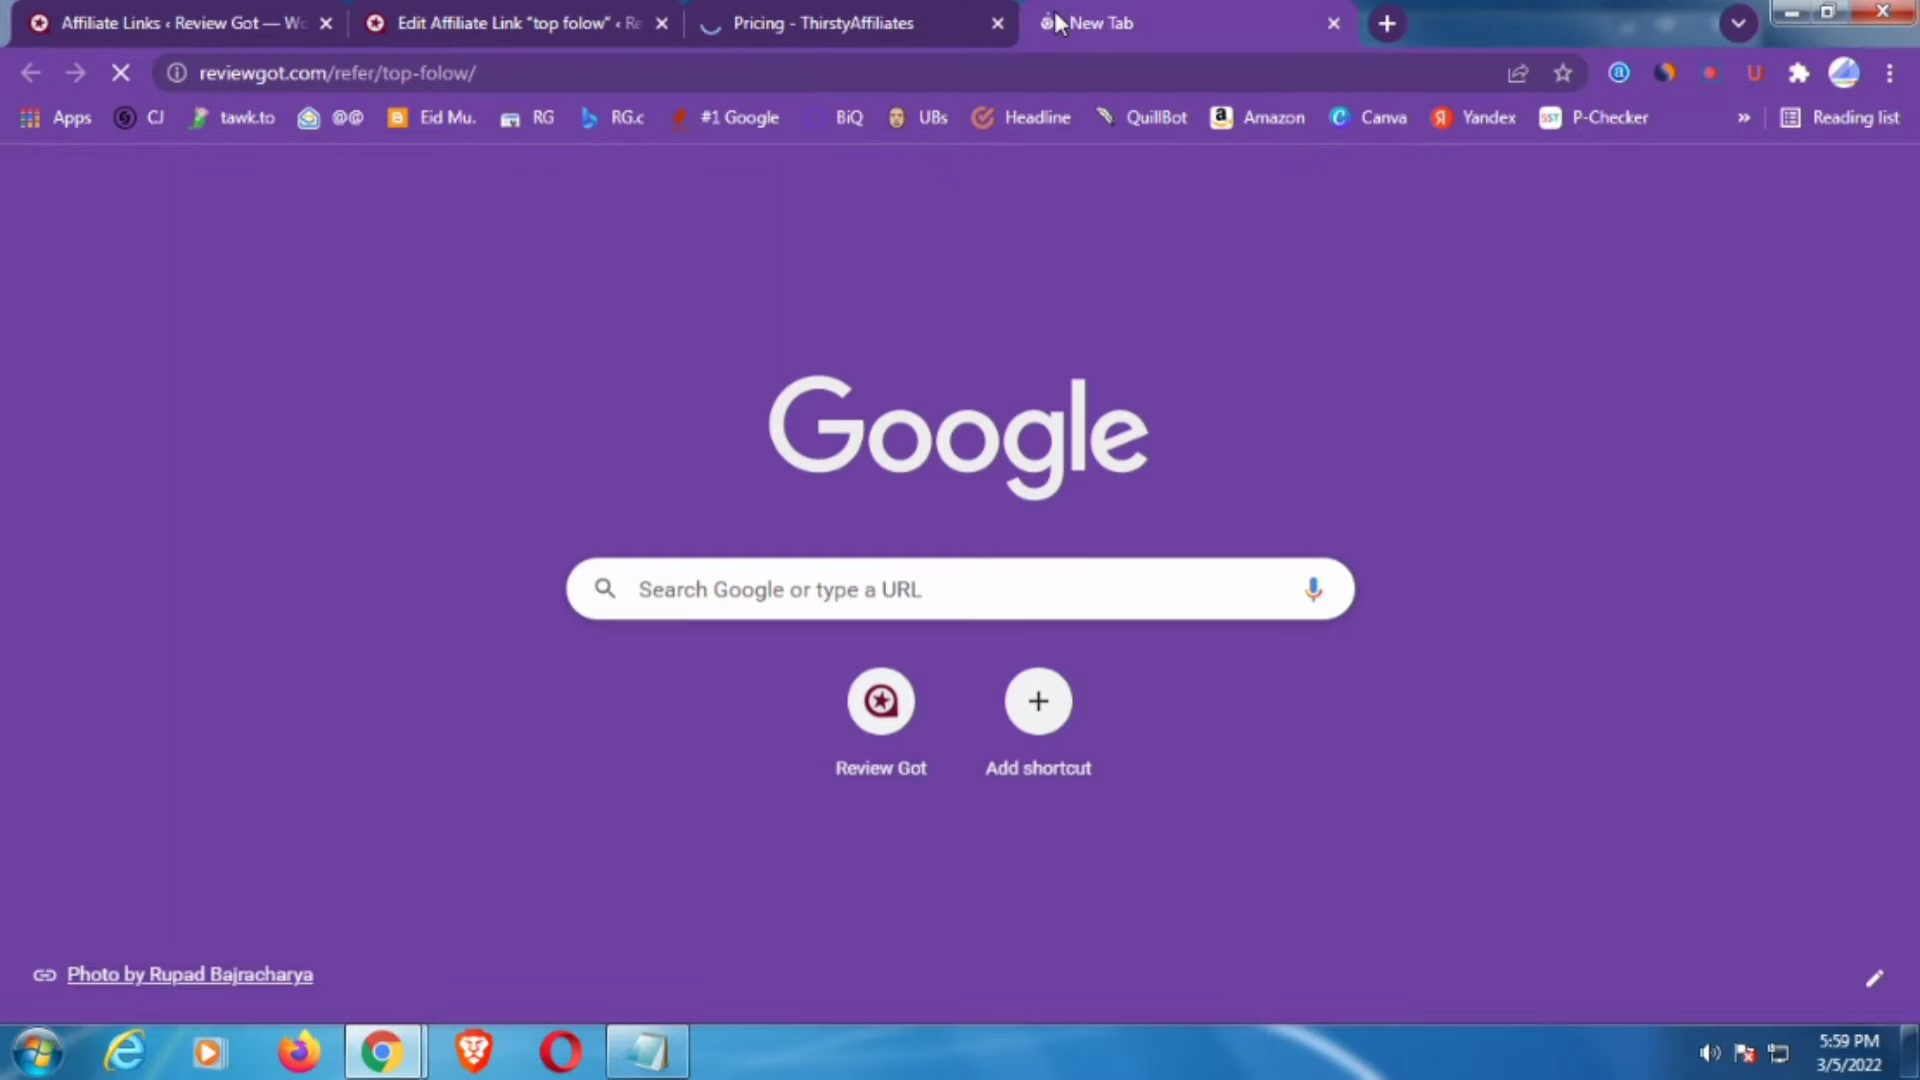 Affiliate Links ‹ Review Got — Wo
Edit Affiliate Link "top folow" ‹ Re
Pricing - ThirstyAffiliates
New Tab
reviewgot.com/refer/top-folow/
Apps
CJ
tawk.to
@@
Eid Mu.
RG
RG.c
#1 Google
BiQ
UBs
Headline
QuillBot
Amazon
Canva
Yandex
P-Checker
Reading list
Google
Search Google or type a URL
Review Got
Add shortcut
Photo by Rupad Bajracharya
5:59 PM
3/5/2022